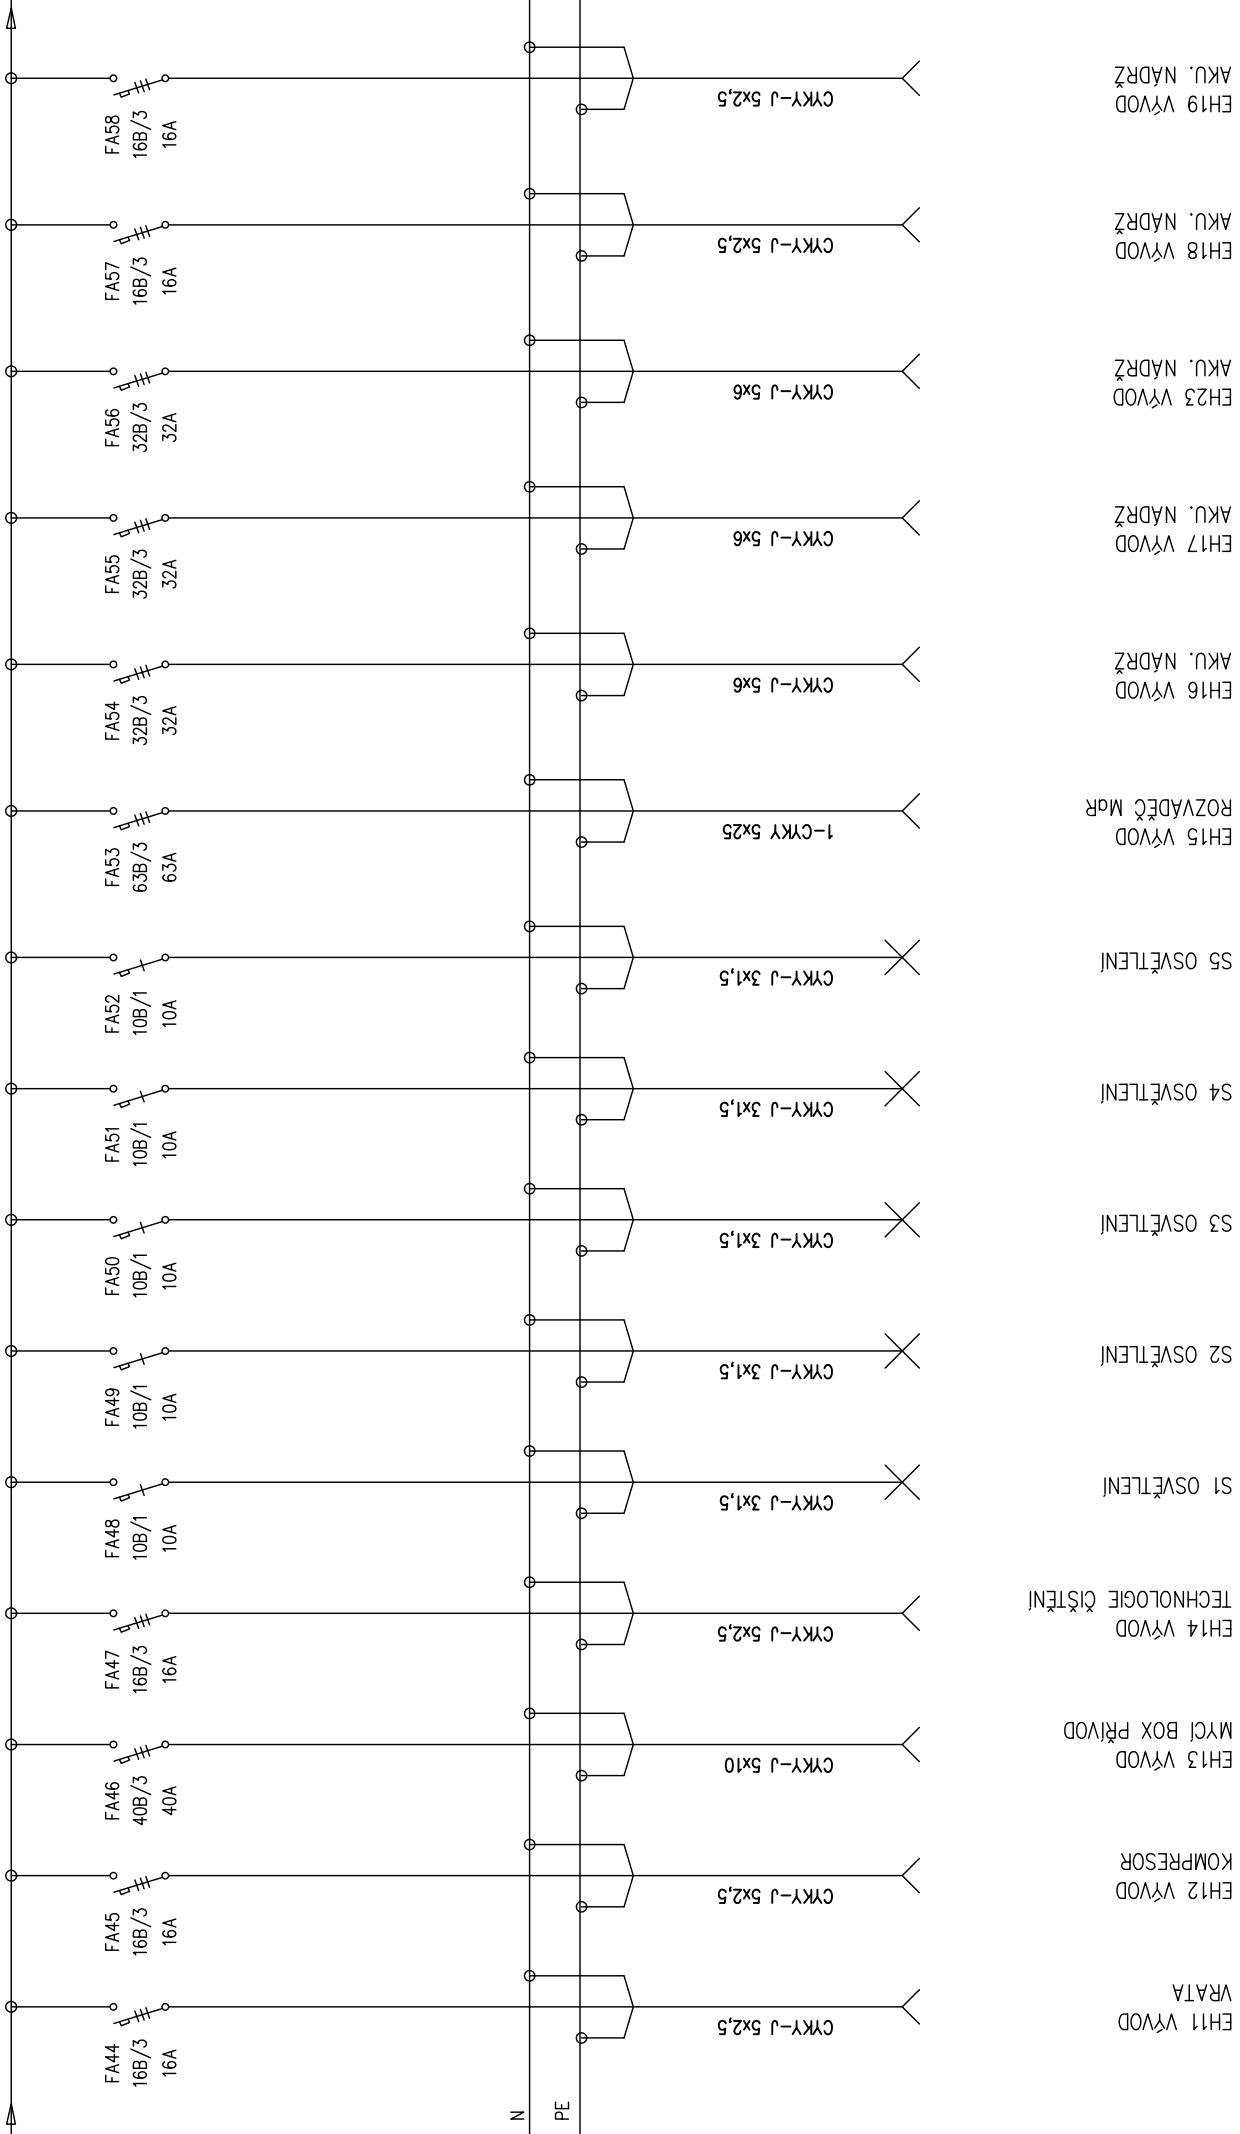 FA58
16B/3
16A
CYKY-J 5x2,5
EH19 VÝVOD
AKU. NÁDRŽ
FA57
16B/3
16A
CYKY-J 5x2,5
EH18 VÝVOD
AKU. NÁDRŽ
FA56
32B/3
32A
CYKY-J 5x6
EH23 VÝVOD
AKU. NÁDRŽ
FA55
32B/3
32A
CYKY-J 5x6
EH17 VÝVOD
AKU. NÁDRŽ
FA54
32B/3
32A
CYKY-J 5x6
EH16 VÝVOD
AKU. NÁDRŽ
FA53
63B/3
63A
1-CYKY 5x25
EH15 VÝVOD
ROZVÁDĚČ MaR
FA52
10B/1
10A
CYKY-J 3x1,5
S5 OSVĚTLENÍ
FA51
10B/1
10A
CYKY-J 3x1,5
S4 OSVĚTLENÍ
FA50
10B/1
10A
CYKY-J 3x1,5
S3 OSVĚTLENÍ
FA49
10B/1
10A
CYKY-J 3x1,5
S2 OSVĚTLENÍ
FA48
10B/1
10A
CYKY-J 3x1,5
S1 OSVĚTLENÍ
FA47
16B/3
16A
CYKY-J 5x2,5
EH14 VÝVOD
TECHNOLOGIE ČIŠTĚNÍ
FA46
40B/3
40A
CYKY-J 5x10
EH13 VÝVOD
MYCÍ BOX PŘÍVOD
FA45
16B/3
16A
CYKY-J 5x2,5
EH12 VÝVOD
KOMPRESOR
FA44
16B/3
16A
CYKY-J 5x2,5
EH11 VÝVOD
VRATA
N
PE